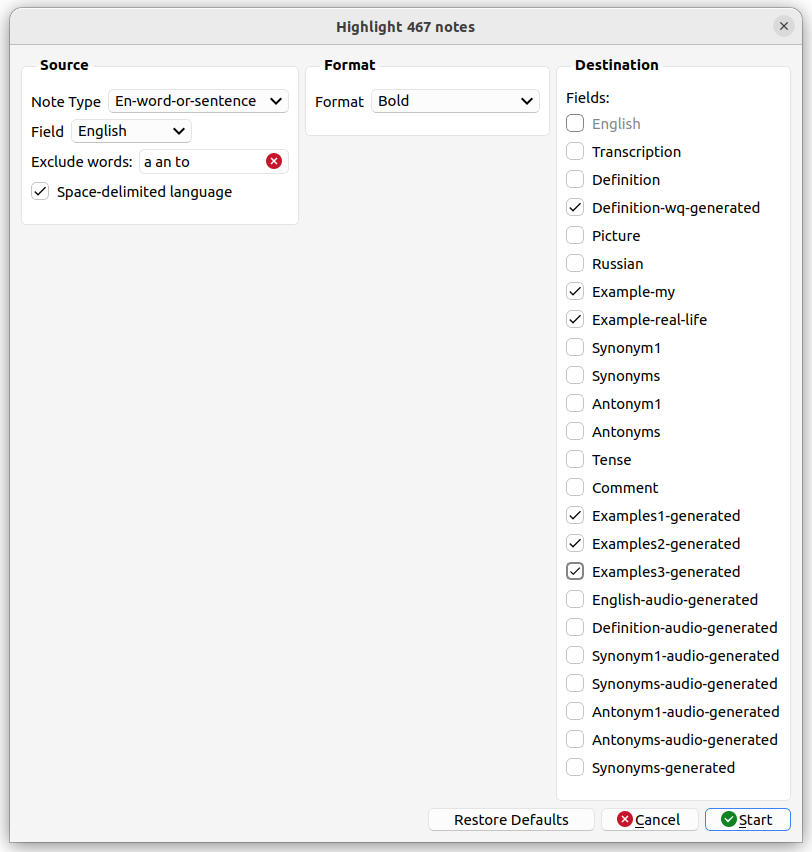 Highlight 467 notes
Source
Note Type En-word-or-sentence
Field English
Exclude words: a an to
Space-delimited language
Format
Format Bold
Destination
Fields:
English
Transcription
Definition
Definition-wq-generated
Picture
Russian
Example-my
Example-real-life
Synonym1
Synonyms
Antonym1
Antonyms
Tense
Comment
Examples1-generated
Examples2-generated
Examples3-generated
English-audio-generated
Definition-audio-generated
Synonym1-audio-generated
Synonyms-audio-generated
Antonym1-audio-generated
Antonyms-audio-generated
Synonyms-generated
Restore Defaults Cancel Start